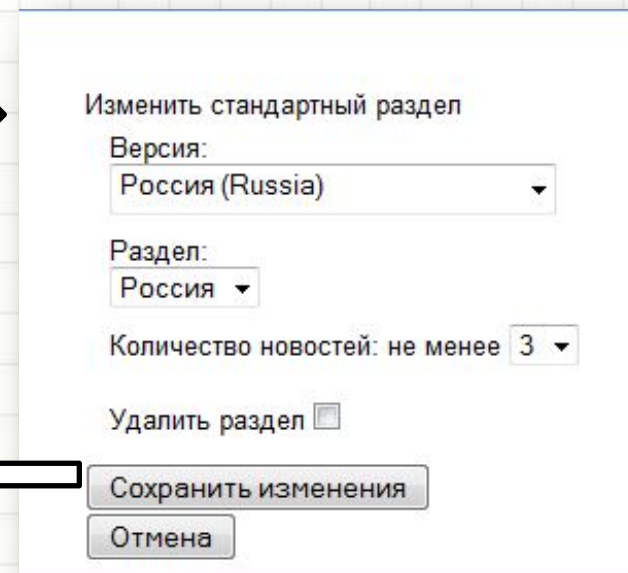 Изменить стандартный раздел
Версия:
Россия (Russia)
Раздел:
Россия
Количество новостей: не менее 3
Удалить раздел
Сохранить изменения
Отмена